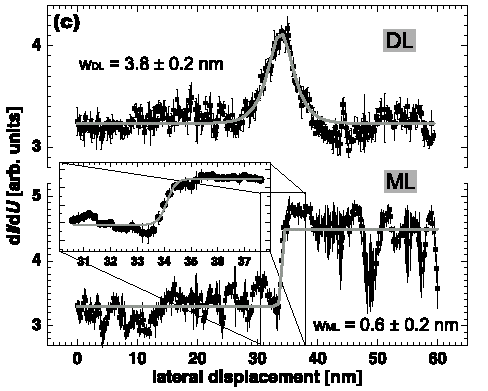 (c)
DL
wDL = 3.8 ± 0.2 nm
4
3
dI/dU [arb. units]
ML
5
4
3
31 32 33 34 35 36 37
wML = 0.6 ± 0.2 nm
0 10 20 30 40 50 60
lateral displacement [nm]